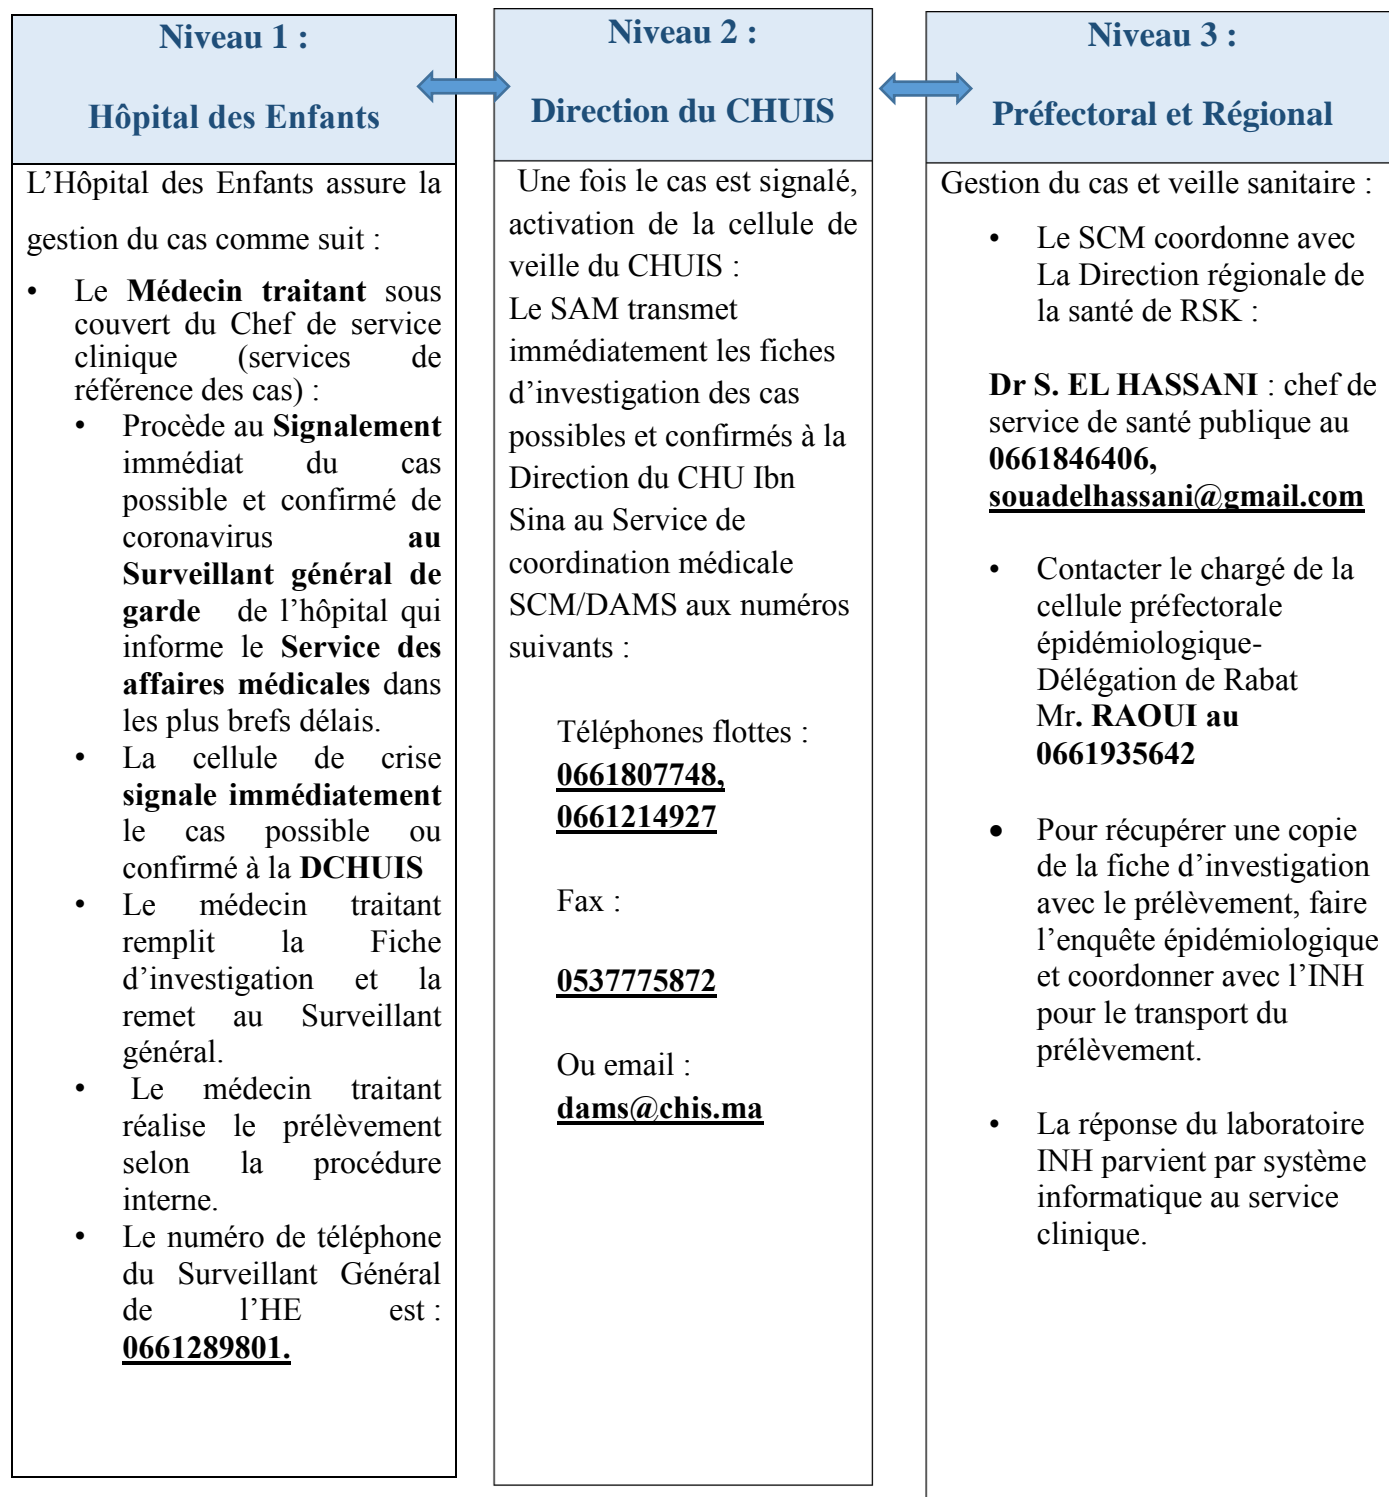 Niveau 1 :
Hôpital des Enfants
L’Hôpital des Enfants assure la
gestion du cas comme suit :
• Le Médecin traitant sous
couvert du Chef de service
clinique (services de
référence des cas) :
• Procède au Signalement
immédiat du cas
possible et confirmé de
coronavirus au
Surveillant général de
garde de l’hôpital qui
informe le Service des
affaires médicales dans
les plus brefs délais.
• La cellule de crise
signale immédiatement
le cas possible ou
confirmé à la DCHUIS
• Le médecin traitant
remplit la Fiche
d’investigation et la
remet au Surveillant
général.
• Le médecin traitant
réalise le prélèvement
selon la procédure
interne.
• Le numéro de téléphone
du Surveillant Général
de l’HE est :
0661289801.
Niveau 2 :
Direction du CHUIS
Une fois le cas est signalé,
activation de la cellule de
veille du CHUIS :
Le SAM transmet
immédiatement les fiches
d’investigation des cas
possibles et confirmés à la
Direction du CHU Ibn
Sina au Service de
coordination médicale
SCM/DAMS aux numéros
suivants :
Téléphones flottes :
0661807748,
0661214927
Fax :
0537775872
Ou email :
dams@chis.ma
Niveau 3 :
Préfectoral et Régional
Gestion du cas et veille sanitaire :
• Le SCM coordonne avec
La Direction régionale de
la santé de RSK :
Dr S. EL HASSANI : chef de
service de santé publique au
0661846406,
souadelhassani@gmail.com
• Contacter le chargé de la
cellule préfectorale
épidémiologique-
Délégation de Rabat
Mr. RAOUI au
0661935642
• Pour récupérer une copie
de la fiche d’investigation
avec le prélèvement, faire
l’enquête épidémiologique
et coordonner avec l’INH
pour le transport du
prélèvement.
• La réponse du laboratoire
INH parvient par système
informatique au service
clinique.